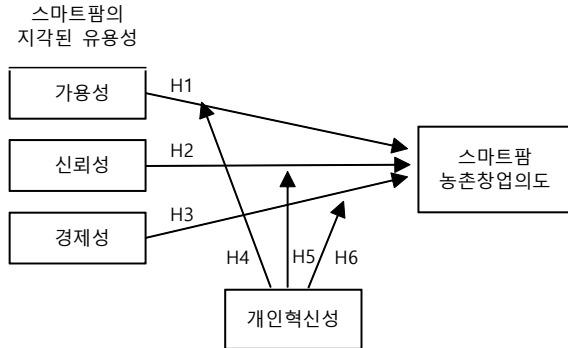 스마트팜의
지각된 유용성
가용성
H1
신뢰성
H2
스마트팜
농촌창업의도
경제성
H3
H4
H5
H6
개인혁신성